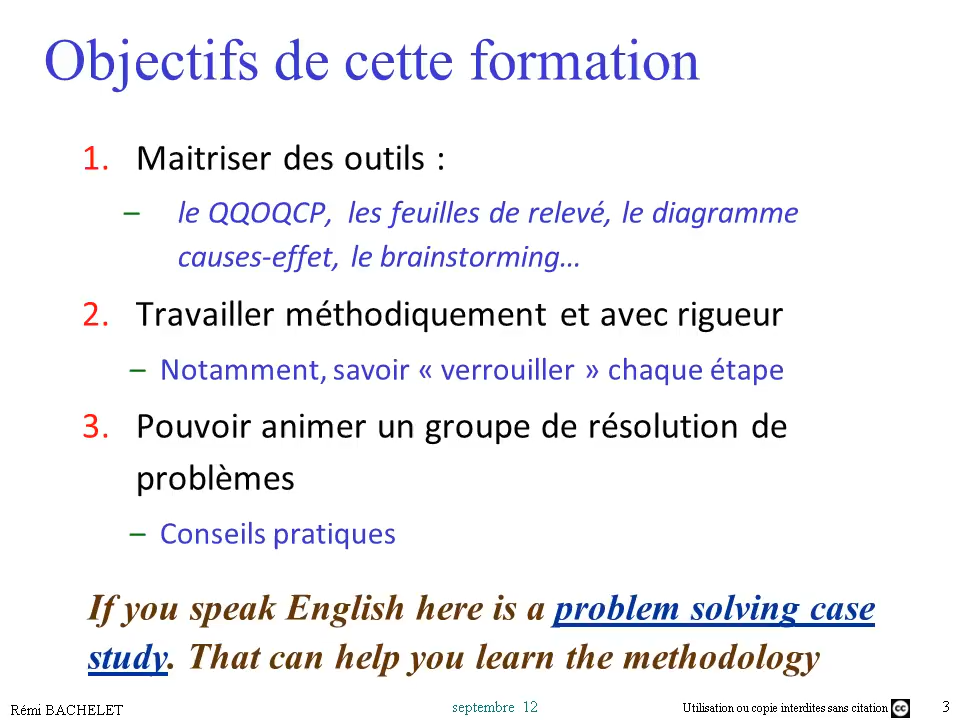 Objectifs de cette formation
1. Maitriser des outils :
– le QQOQCP, les feuilles de relevé, le diagramme
causes-effet, le brainstorming…
2. Travailler méthodiquement et avec rigueur
– Notamment, savoir « verrouiller » chaque étape
3. Pouvoir animer un groupe de résolution de
problèmes
– Conseils pratiques
If you speak English here is a problem solving case
study. That can help you learn the methodology
Rémi BACHELET septembre 12 Utilisation ou copie interdites sans citation cc 3